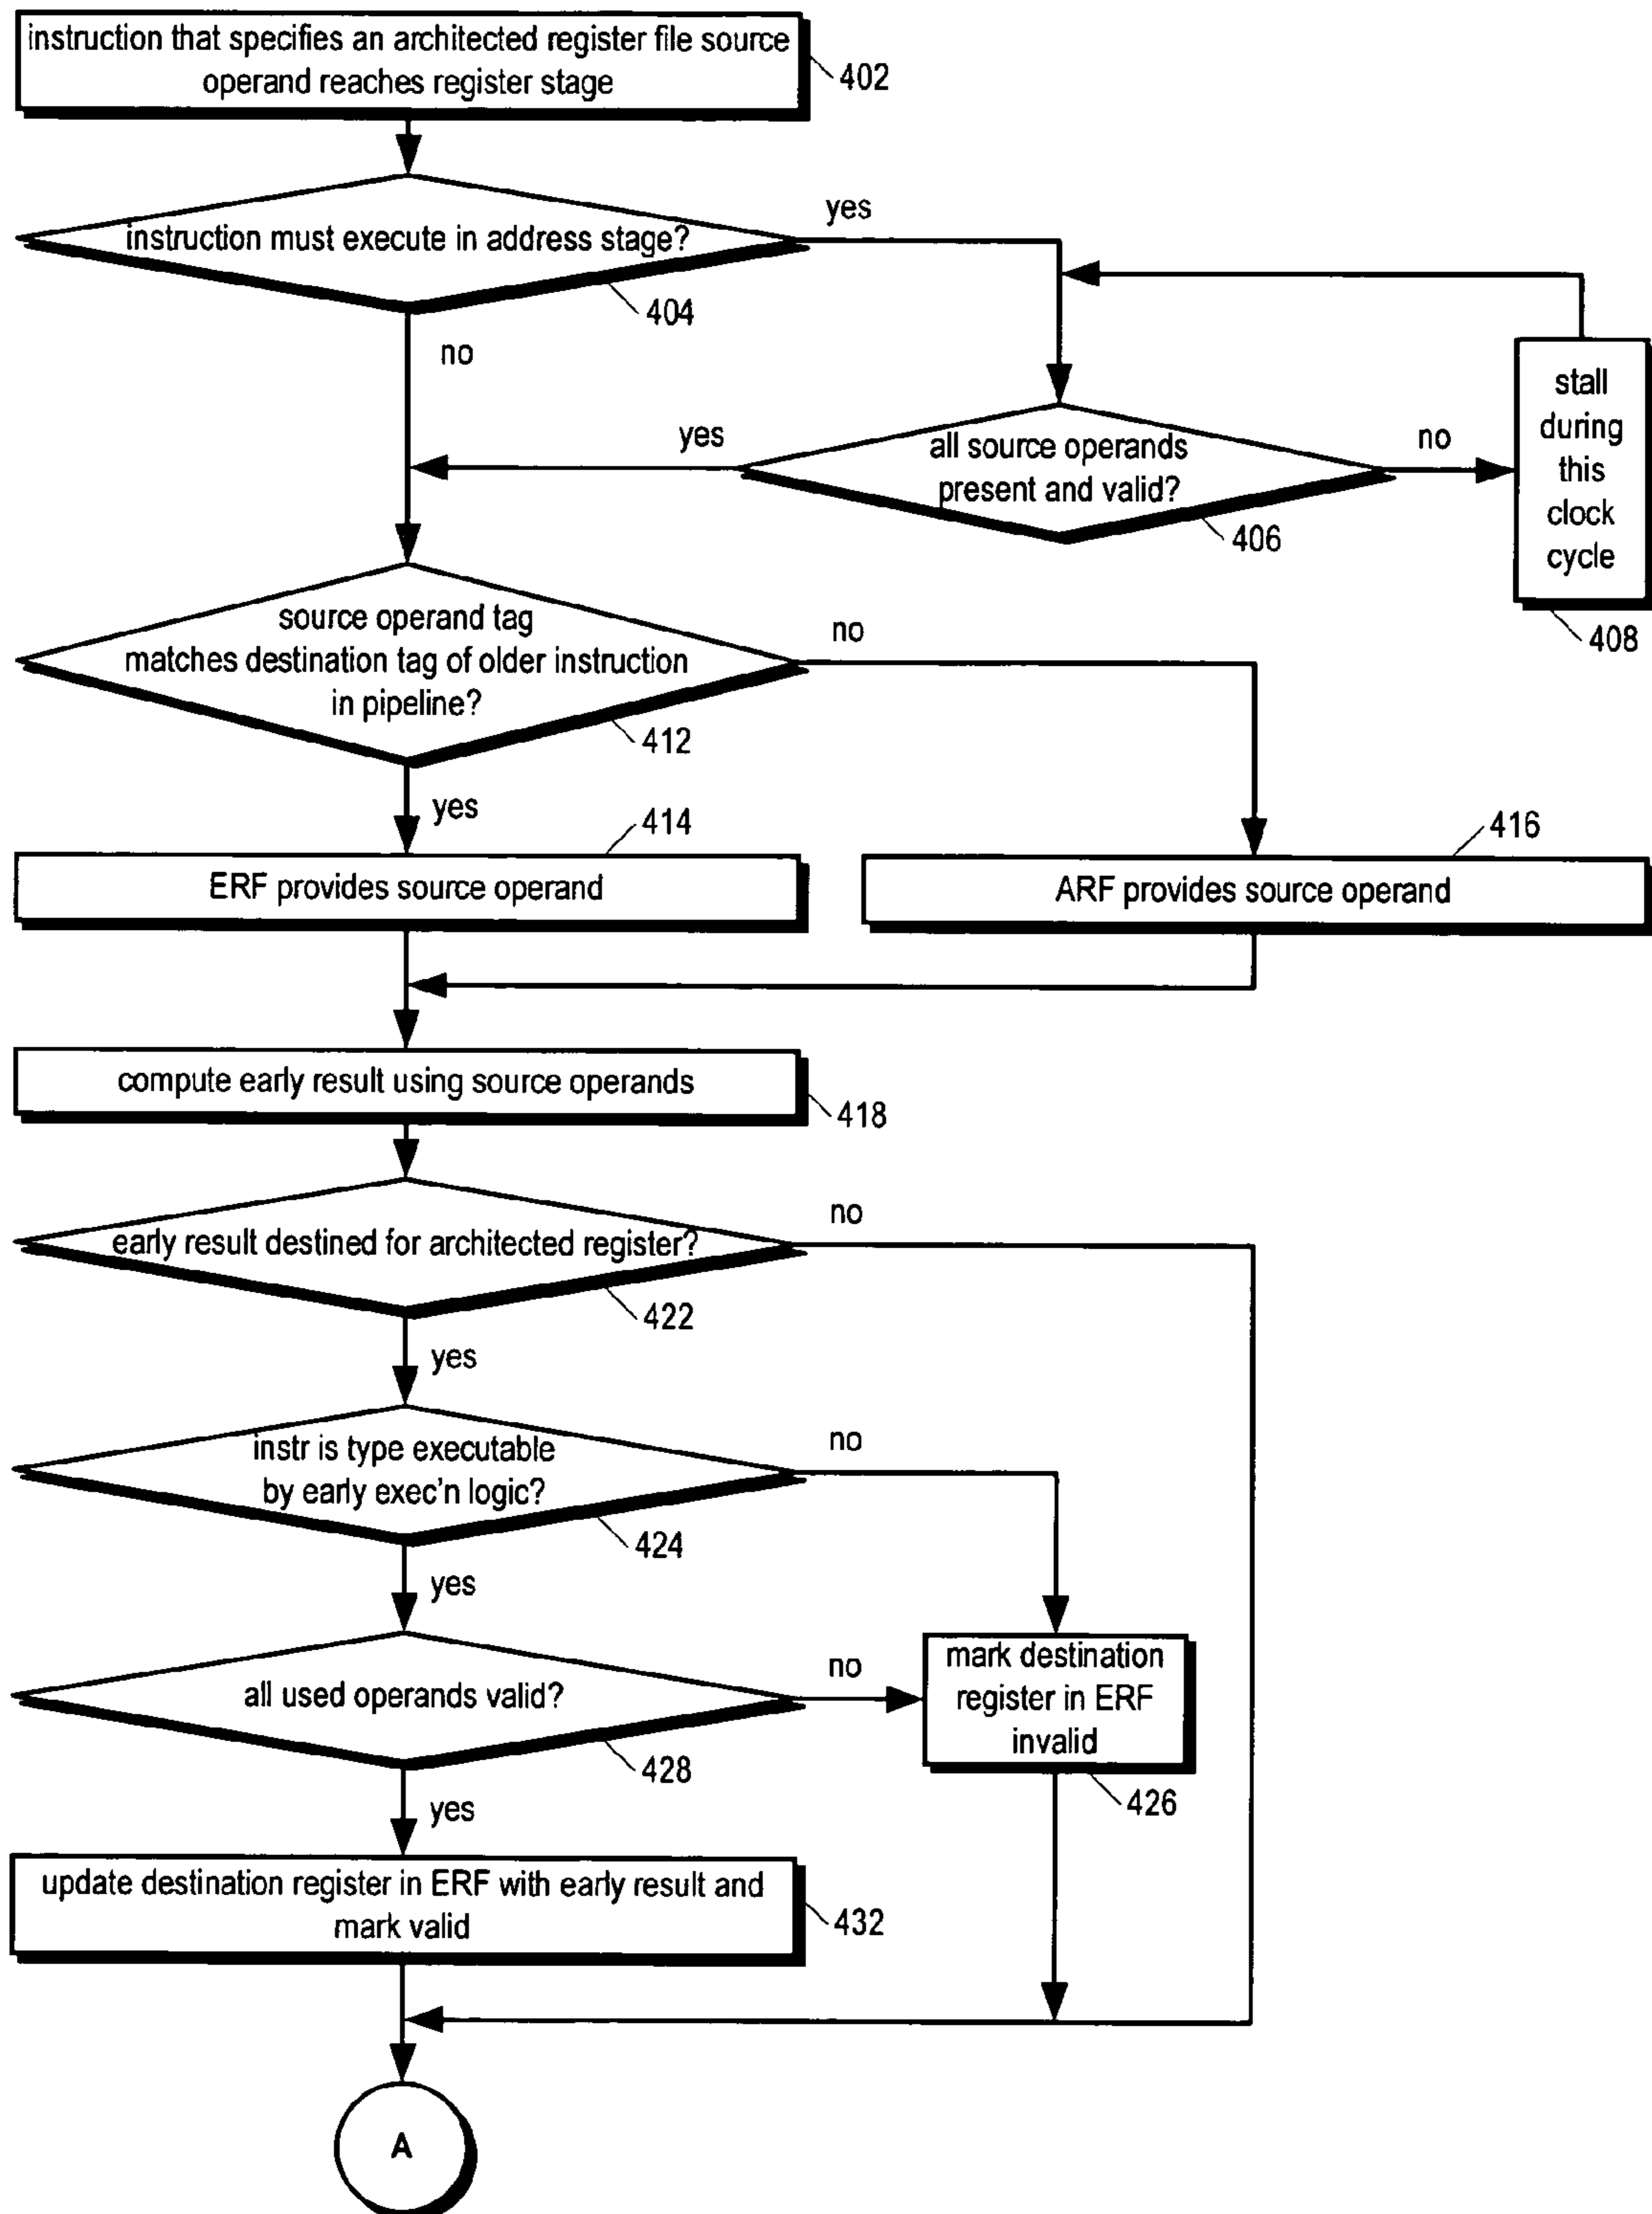 instruction that specifies an architected register file source
operand reaches register stage
402
instruction must execute in address stage?
yes
404
no
stall
during
this
clock
cycle
408
all source operands
present and valid?
yes
no
406
source operand tag
matches destination tag of older instruction
in pipeline?
no
412
yes
414
416
ERF provides source operand
ARF provides source operand
compute early result using source operands
418
early result destined for architected register?
no
422
yes
instr is type executable
by early exec'n logic?
no
424
yes
all used operands valid?
no
428
mark destination
register in ERF
invalid
426
yes
update destination register in ERF with early result and
mark valid
432
A